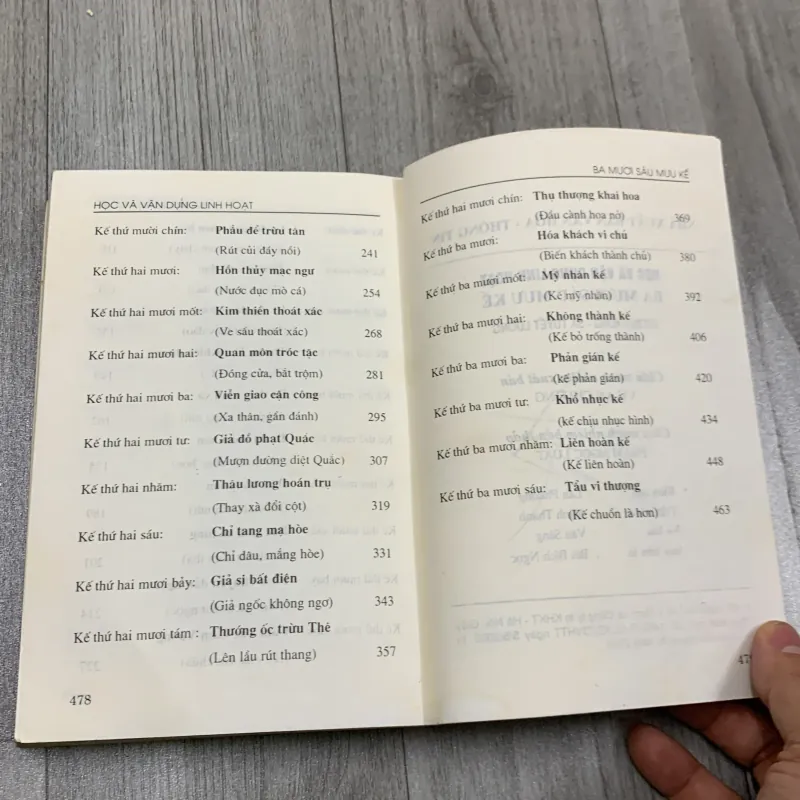 HỌC VÀ VẬN DỤNG LINH HOẠT
Kế thứ mười chín: Phẫu để trừu tân
(Rút củi đáy nồi) 241
Kế thứ hai mươi: Hỗn thủy mạc ngư
(Nước đục mò cá) 254
Kế thứ hai mươi mốt: Kim thiền thoát xác
(Ve sầu thoát xác) 268
Kế thứ hai mươi hai: Quan môn tróc tặc
(Đóng cửa, bắt trộm) 281
Kế thứ hai mươi ba: Viễn giao cận công
(Xa thân, gần đánh) 295
Kế thứ hai mươi tư: Giả đồ phạt Quắc
(Mượn đường diệt Quắc) 307
Kế thứ hai nhăm: Thâu lương hoán trụ
(Thay xà đổi cột) 319
Kế thứ hai sáu: Chỉ tang mạ hòe
(Chỉ dâu, mắng hòe) 331
Kế thứ hai mươi bảy: Giả si bất điên
(Giả ngốc không ngơ) 343
Kế thứ hai mươi tám : Thướng ốc trừu Thê
(Lên lầu rút thang) 357
478
BA MƯƠI SÁU MƯU KẾ
Kế thứ hai mươi chín: Thụ thượng khai hoa
(Đầu cành hoa nở) 369
Kế thứ ba mươi: Hóa khách vi chủ
(Biến khách thành chủ) 380
Kế thứ ba mươi mốt: Mỹ nhân kế
(Kế mỹ nhân) 392
Kế thứ ba mươi hai: Không thành kế
(Kế bỏ trống thành) 406
Kế thứ ba mươi ba: Phản gián kế
(kế phản gián) 420
Kế thứ ba mươi tư: Khổ nhục kế
(kế chịu nhục hình) 434
Kế thứ ba mươi nhăm: Liên hoàn kế
(Kế liên hoàn) 448
Kế thứ ba mươi sáu: Tẩu vi thượng
(Kế chuồn là hơn) 463